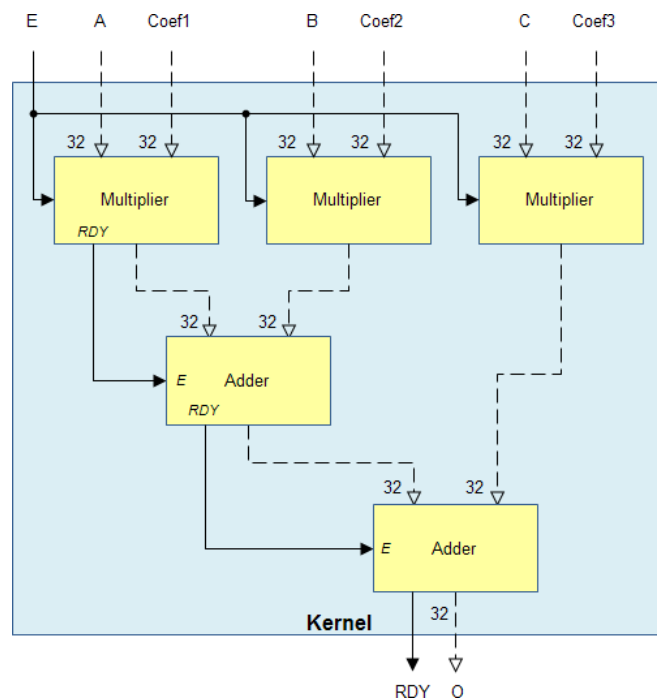 E A Coef1 B Coef2 C Coef3
32 32 32 32 32 32
Multiplier Multiplier Multiplier
RDY
32 32
E Adder
RDY
32 32
E Adder
32
Kernel
RDY O